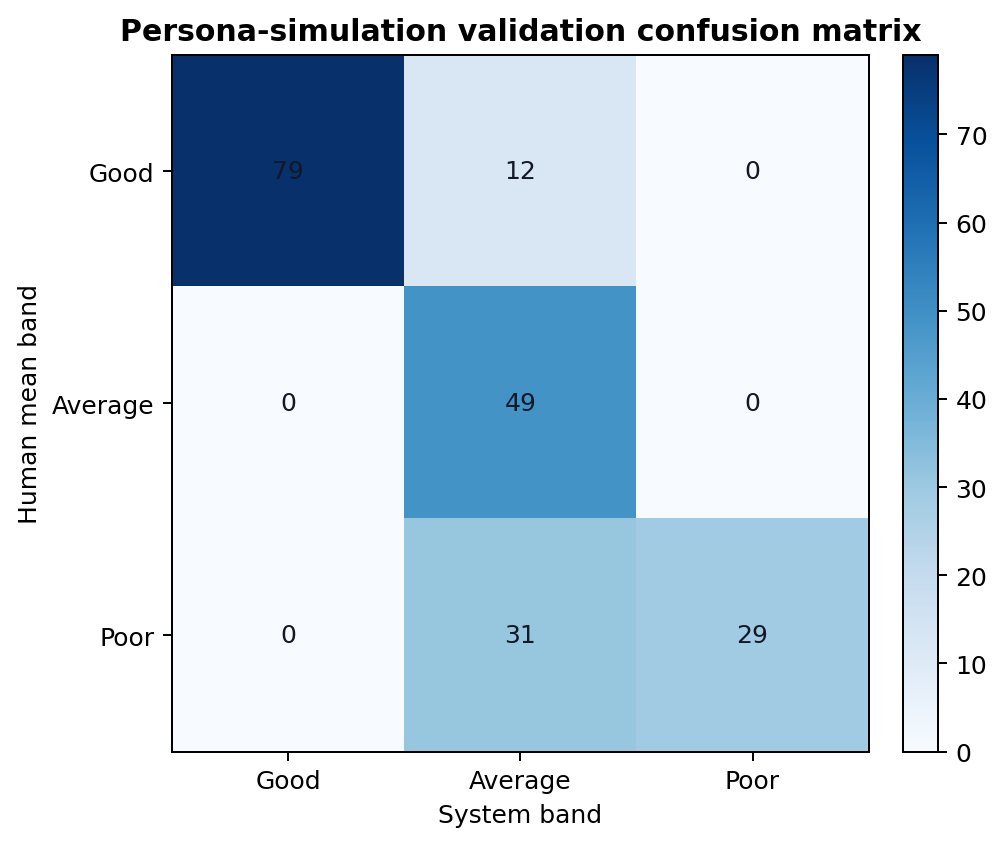 Persona-simulation validation confusion matrix
Human mean band
Good
79
12
0
Average
0
49
0
Poor
0
31
29
Good
Average
Poor
System band
70
60
50
40
30
20
10
0